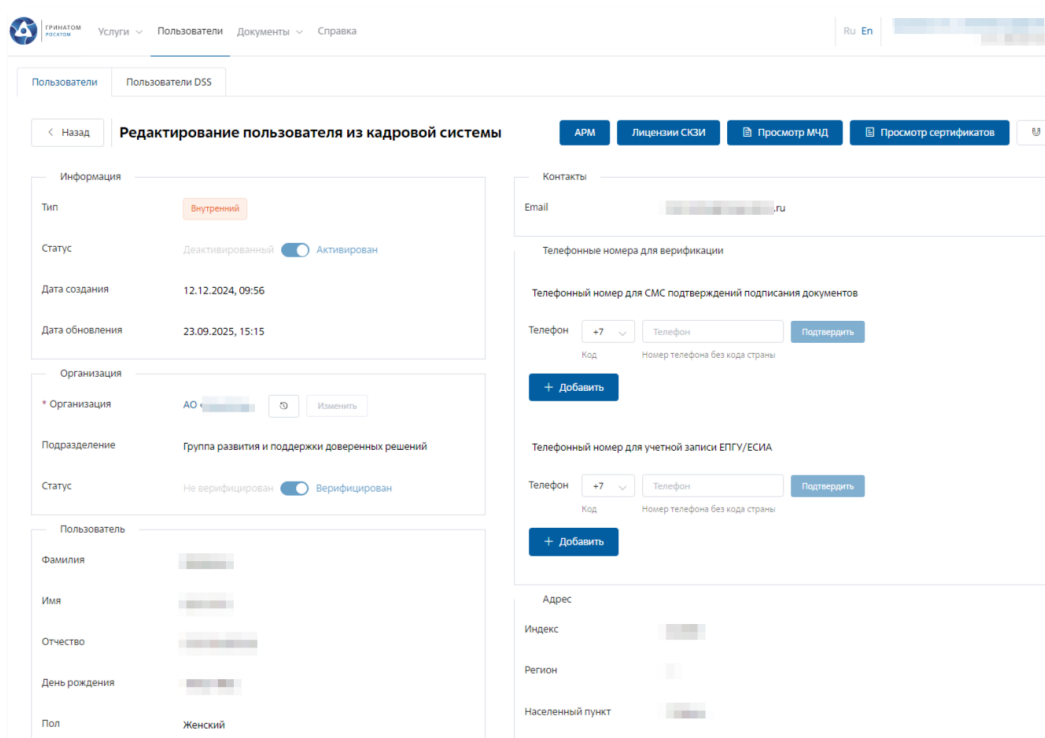 ГРИНАТОМ
РОСАТОМ
Услуги
Пользователи
Документы
Справка
Ru En
Пользователи
Пользователи DSS
Назад
Редактирование пользователя из кадровой системы
АРМ
Лицензии СКЗИ
Просмотр МЧД
Просмотр сертификатов
Информация
Тип
Внутренний
Статус
Деактивированный
Активирован
Дата создания
12.12.2024, 09:56
Дата обновления
23.09.2025, 15:15
Организация
* Организация
АО
Изменить
Подразделение
Группа развития и поддержки доверенных решений
Статус
Не верифицирован
Верифицирован
Пользователь
Фамилия
Имя
Отчество
День рождения
Пол
Женский
Контакты
Email
.ru
Телефонные номера для верификации
Телефонный номер для СМС подтверждений подписания документов
Телефон
+7
Телефон
Подтвердить
Код
Номер телефона без кода страны
+ Добавить
Телефонный номер для учетной записи ЕПГУ/ЕСИА
Телефон
+7
Телефон
Подтвердить
Код
Номер телефона без кода страны
+ Добавить
Адрес
Индекс
Регион
Населенный пункт